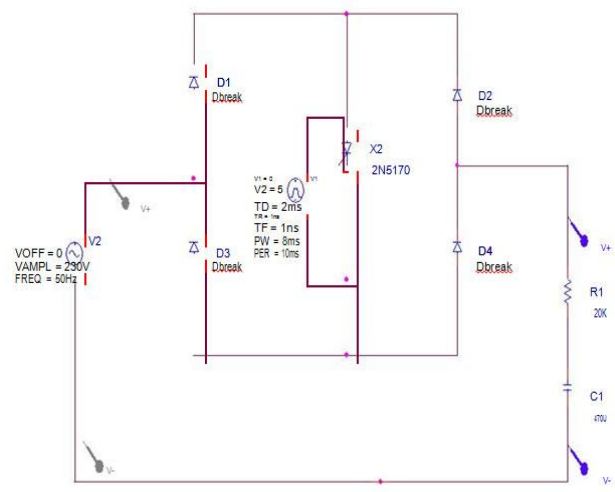 D1
Dbreak
D2
Dbreak
X2
2N5170
V1 = 0
V1
V2 = 5
TD = 2ms
TR = 1ns
TF = 1ns
PW = 8ms
PER = 10ms
V+
V2
VOFF = 0
VAMPL = 230V
FREQ = 50Hz
D3
Dbreak
D4
Dbreak
V+
R1
20K
C1
470U
V-
V-